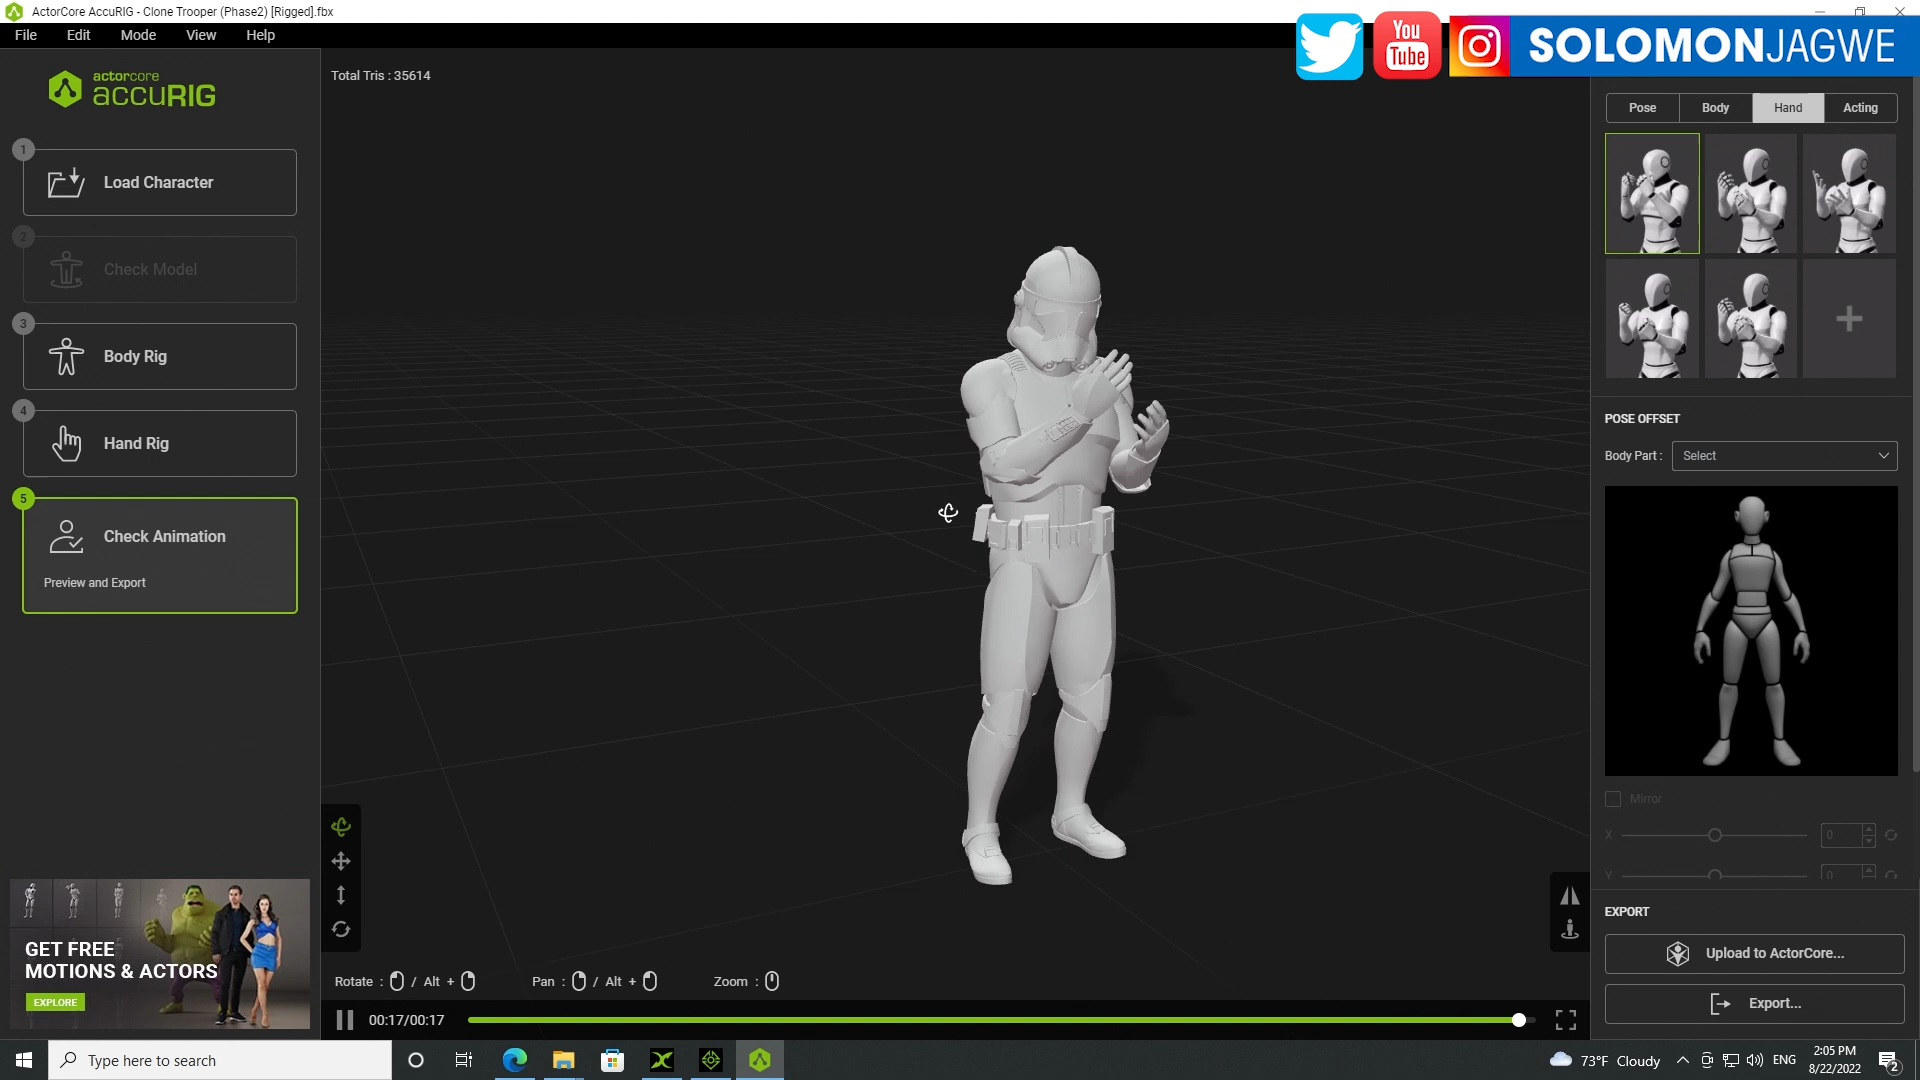 ActorCore AccuRIG - Clone Trooper (Phase2) [Rigged].fbx
File Edit Mode View Help
You
Tube
SOLOMONJAGWE
actorcore
accuRIG
Total Tris : 35614
1
Load Character
2
Check Model
3
Body Rig
4
Hand Rig
5
Check Animation
Preview and Export
GET FREE
MOTIONS & ACTORS
EXPLORE
Rotate : / Alt + Pan : / Alt + Zoom :
00:17/00:17
Pose Body Hand Acting
+
POSE OFFSET
Body Part : Select
Mirror
X 0
Y 0
EXPORT
Upload to ActorCore...
Export...
Type here to search
73°F Cloudy
ENG
2:05 PM
8/22/2022
2